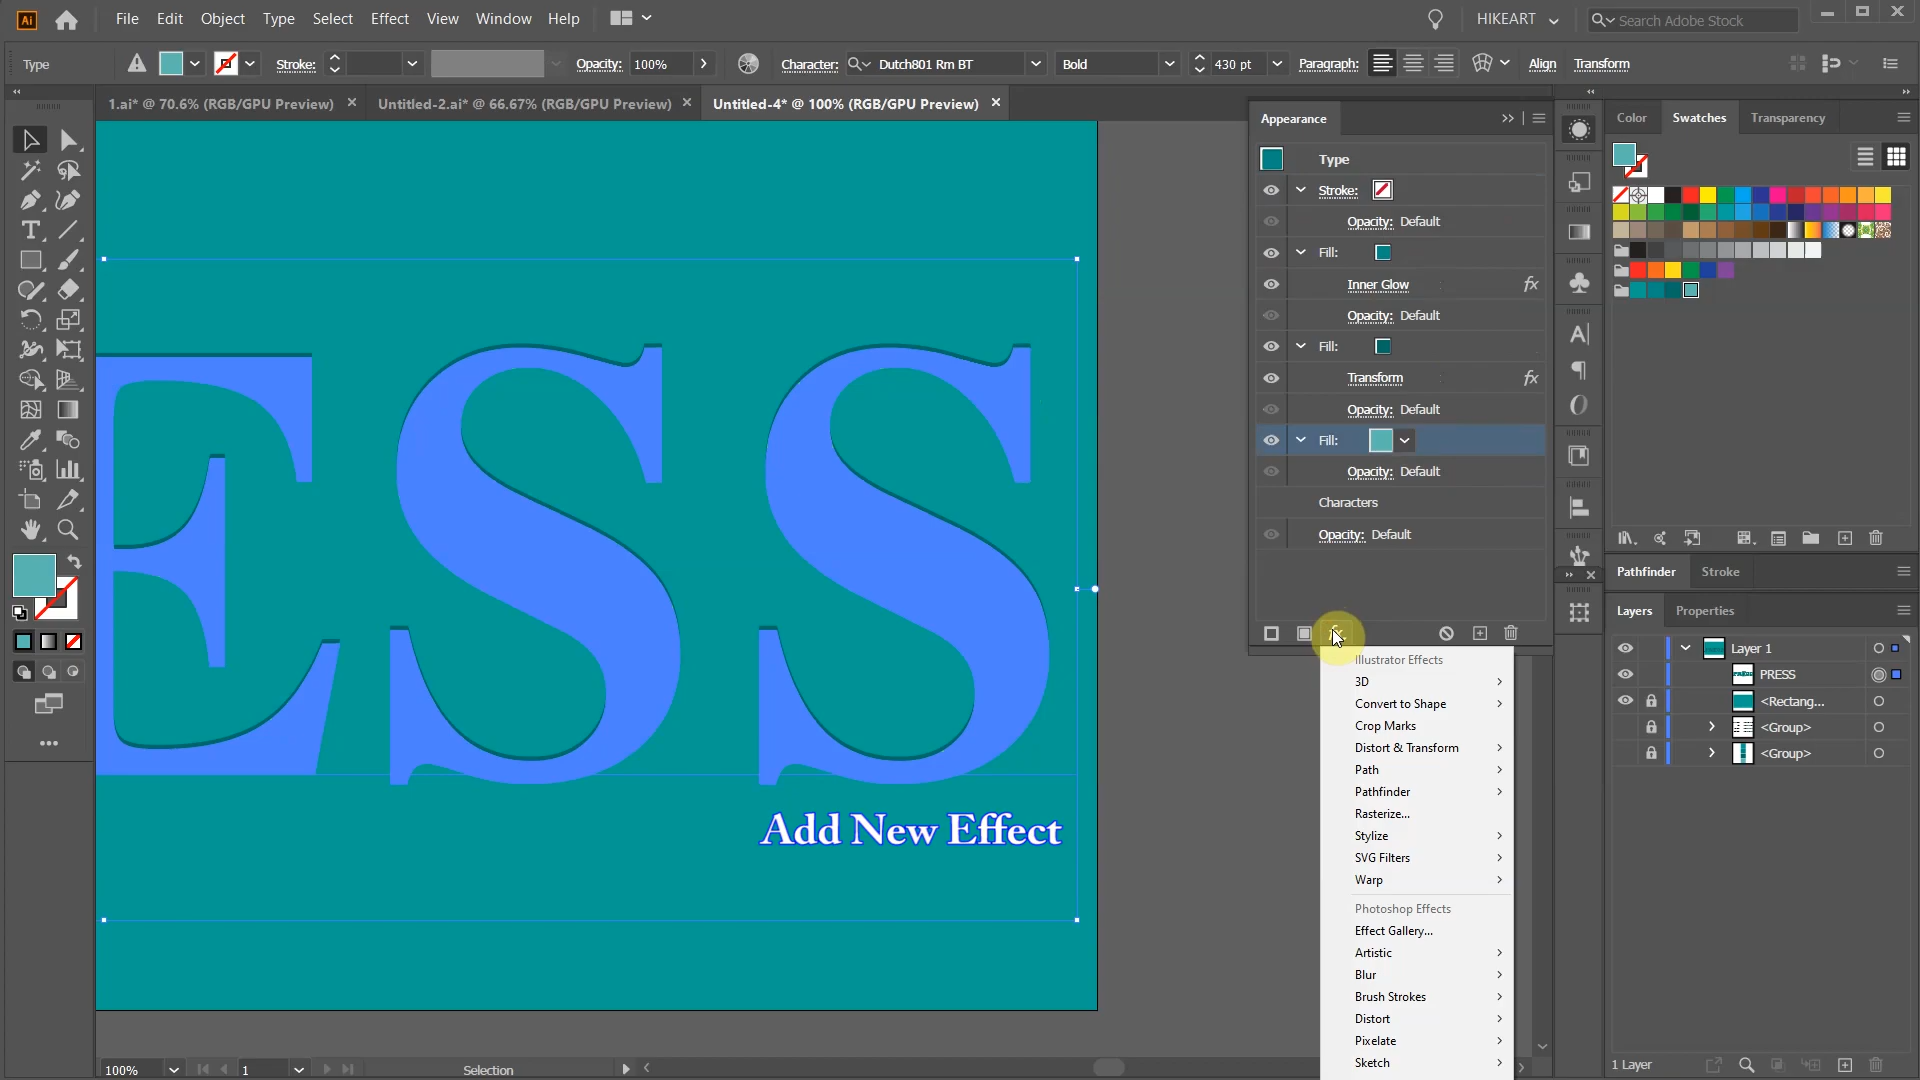 Ai File Edit Object Type Select Effect View Window Help HIKEART Search Adobe Stock
Type Stroke: Opacity: 100% Character: Dutch801 Rm BT Bold 430 pt Paragraph: Align Transform
1.ai* @ 70.6% (RGB/GPU Preview) Untitled-2.ai* @ 66.67% (RGB/GPU Preview) Untitled-4* @ 100% (RGB/GPU Preview)
ESS
Add New Effect
Appearance
Type
Stroke:
Opacity: Default
Fill:
Inner Glow fx
Opacity: Default
Fill:
Transform fx
Opacity: Default
Fill:
Opacity: Default
Characters
Opacity: Default
Illustrator Effects
3D
Convert to Shape
Crop Marks
Distort & Transform
Path
Pathfinder
Rasterize...
Stylize
SVG Filters
Warp
Photoshop Effects
Effect Gallery...
Artistic
Blur
Brush Strokes
Distort
Pixelate
Sketch
Color Swatches Transparency
Pathfinder Stroke
Layers Properties
Layer 1
PRESS
<Rectang...
<Group>
<Group>
1 Layer
100% 1 Selection